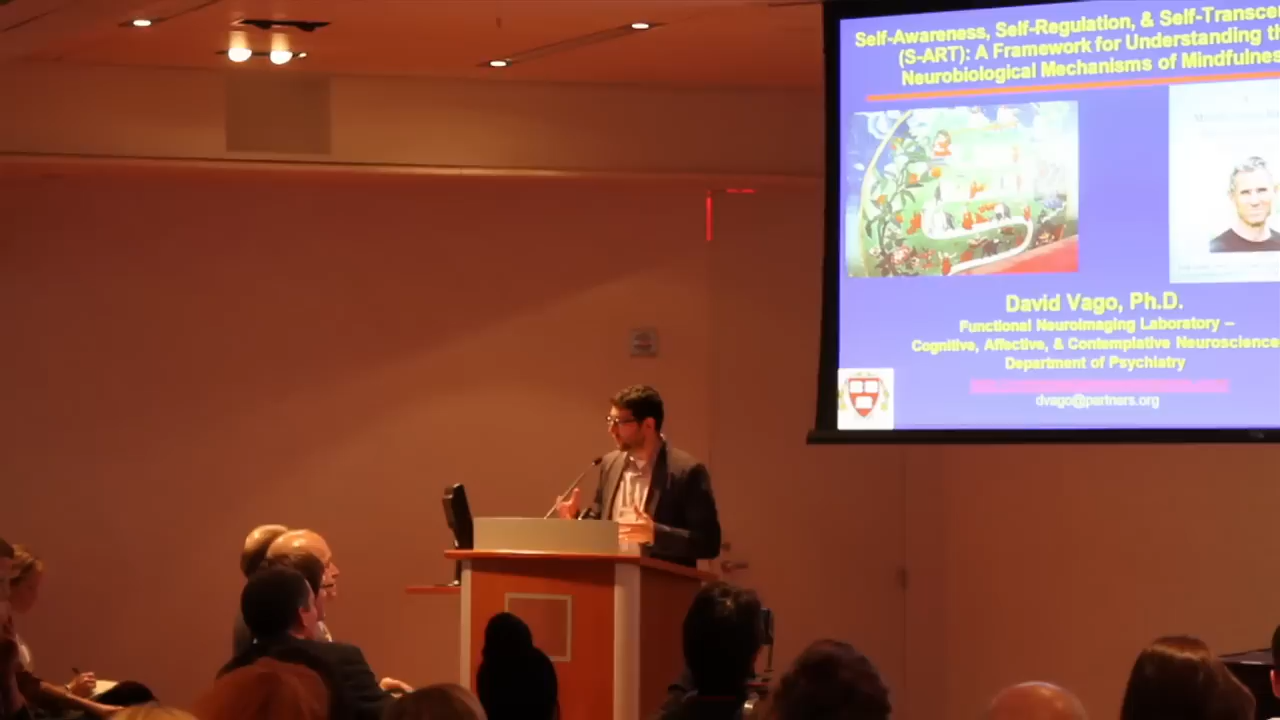 Self-Awareness, Self-Regulation, & Self-Transce
(S-ART): A Framework for Understanding th
Neurobiological Mechanisms of Mindfulnes
David Vago, Ph.D.
Functional Neuroimaging Laboratory –
Cognitive, Affective, & Contemplative Neuroscience
Department of Psychiatry
dvago@partners.org